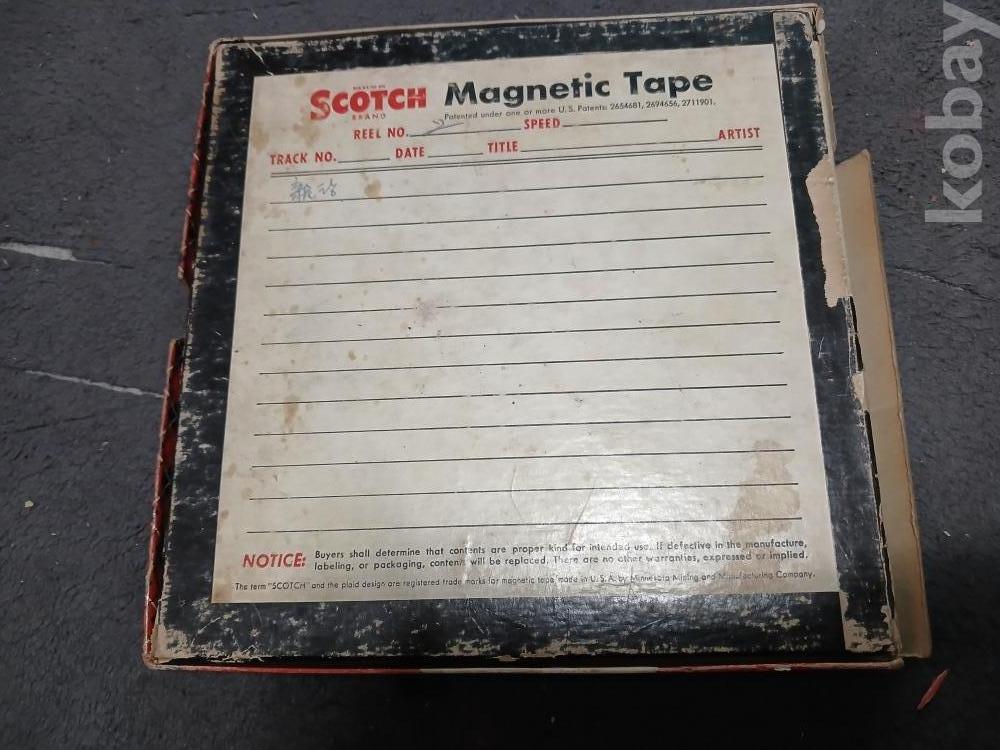 SCOTCH Magnetic Tape
BRAND
Patented under one or more U.S. Patents: 2654681, 2694656, 2711901.
REEL NO. SPEED
TRACK NO. DATE TITLE ARTIST
NOTICE: Buyers shall determine that contents are proper kind for intended use. If defective in the manufacture,
labeling, or packaging, content will be replaced. There are no other warranties, expressed or implied.
The term "SCOTCH" and the plaid design are registered trade marks for magnetic tape made in U.S.A. by Minnesota Mining and Manufacturing Company.
kobay